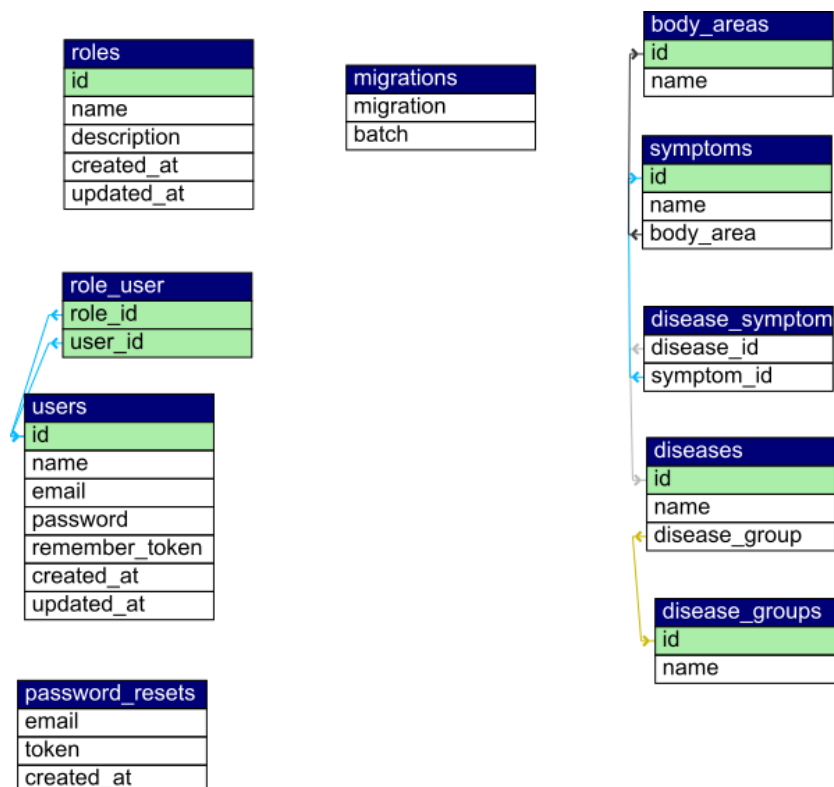 roles
id
name
description
created_at
updated_at
migrations
migration
batch
body_areas
id
name
symptoms
id
name
body_area
role_user
role_id
user_id
disease_symptom
disease_id
symptom_id
users
id
name
email
password
remember_token
created_at
updated_at
diseases
id
name
disease_group
disease_groups
id
name
password_resets
email
token
created_at